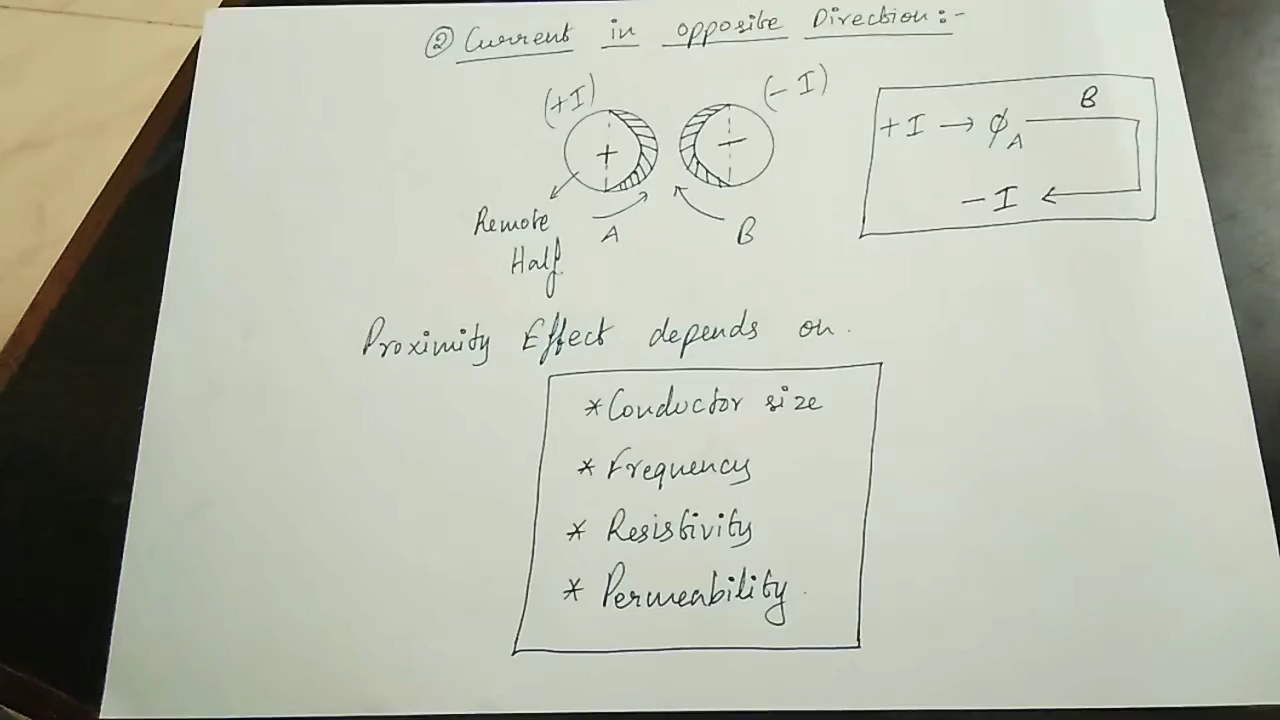 ② Current in opposite Direction:-
(+I) (-I)
+ -
Remote
Half.
A B
+I → ϕA B
-I ←
Proximity Effect depends on.
* Conductor size
* Frequency
* Resistivity
* Permeability.